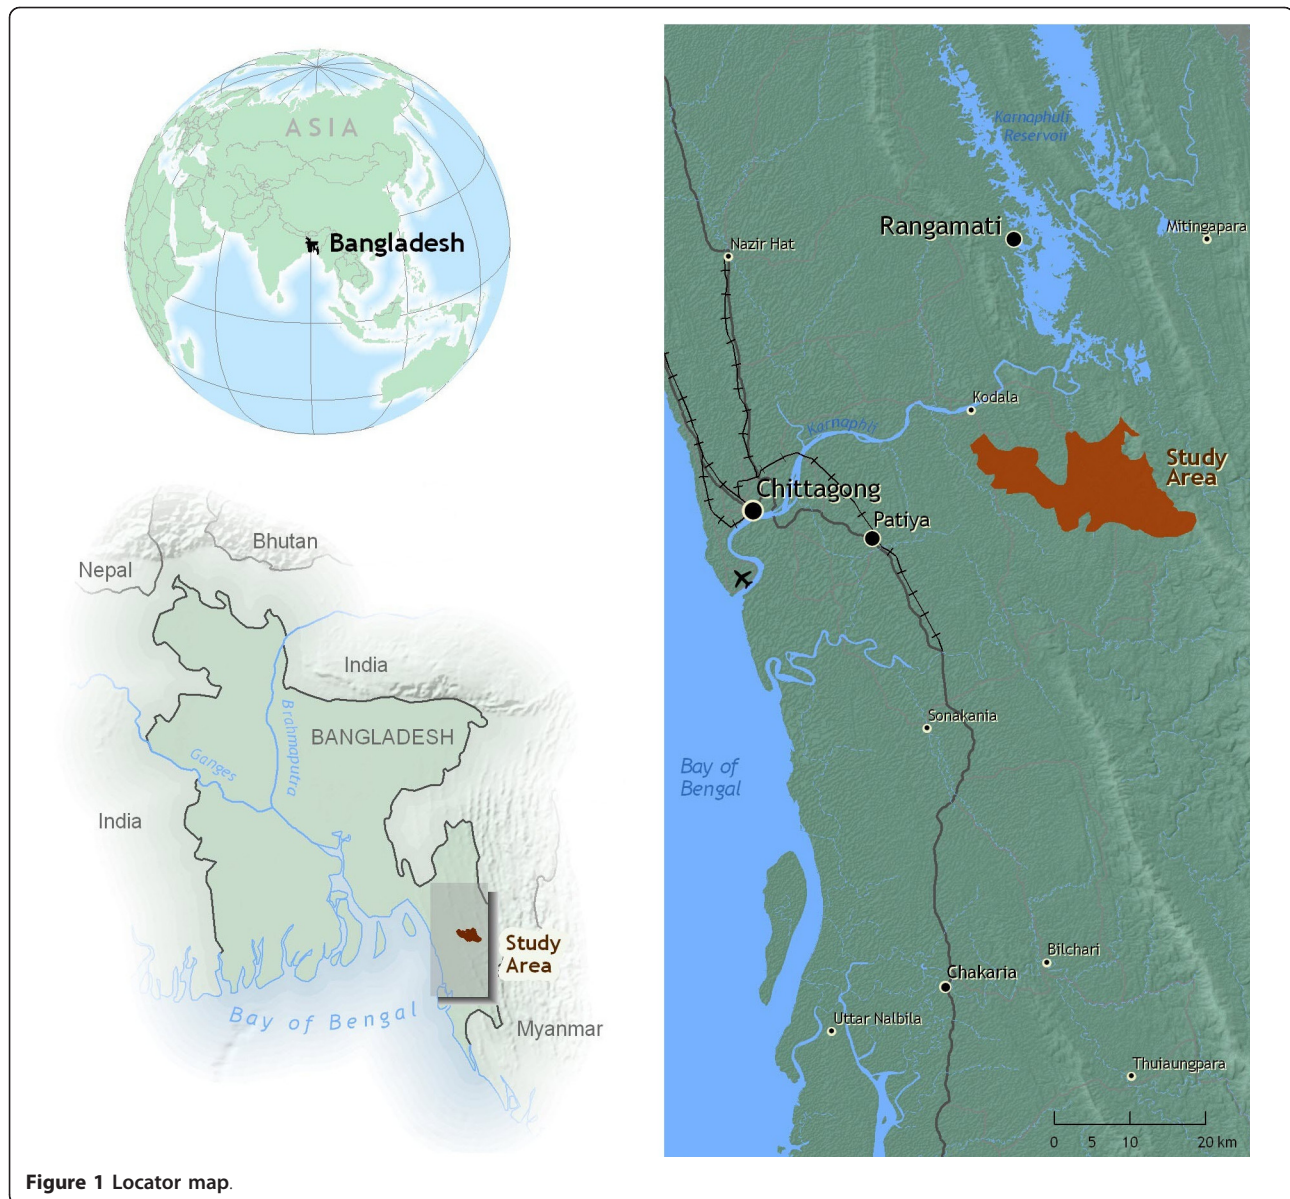 ASIA
Bangladesh
Nepal
Bhutan
India
Brahmaputra
BANGLADESH
Ganges
India
Study
Area
Bay of Bengal
Myanmar
Karnaphuli
Reservoir
Rangamati
Mitingapara
Nazir Hat
Kodala
Karnaphli
Study
Area
Chittagong
Patiya
Sonakania
Bay of
Bengal
Bilchari
Chakaria
Uttar Nalbila
Thuiaungpara
0 5 10 20 km
Figure 1 Locator map.